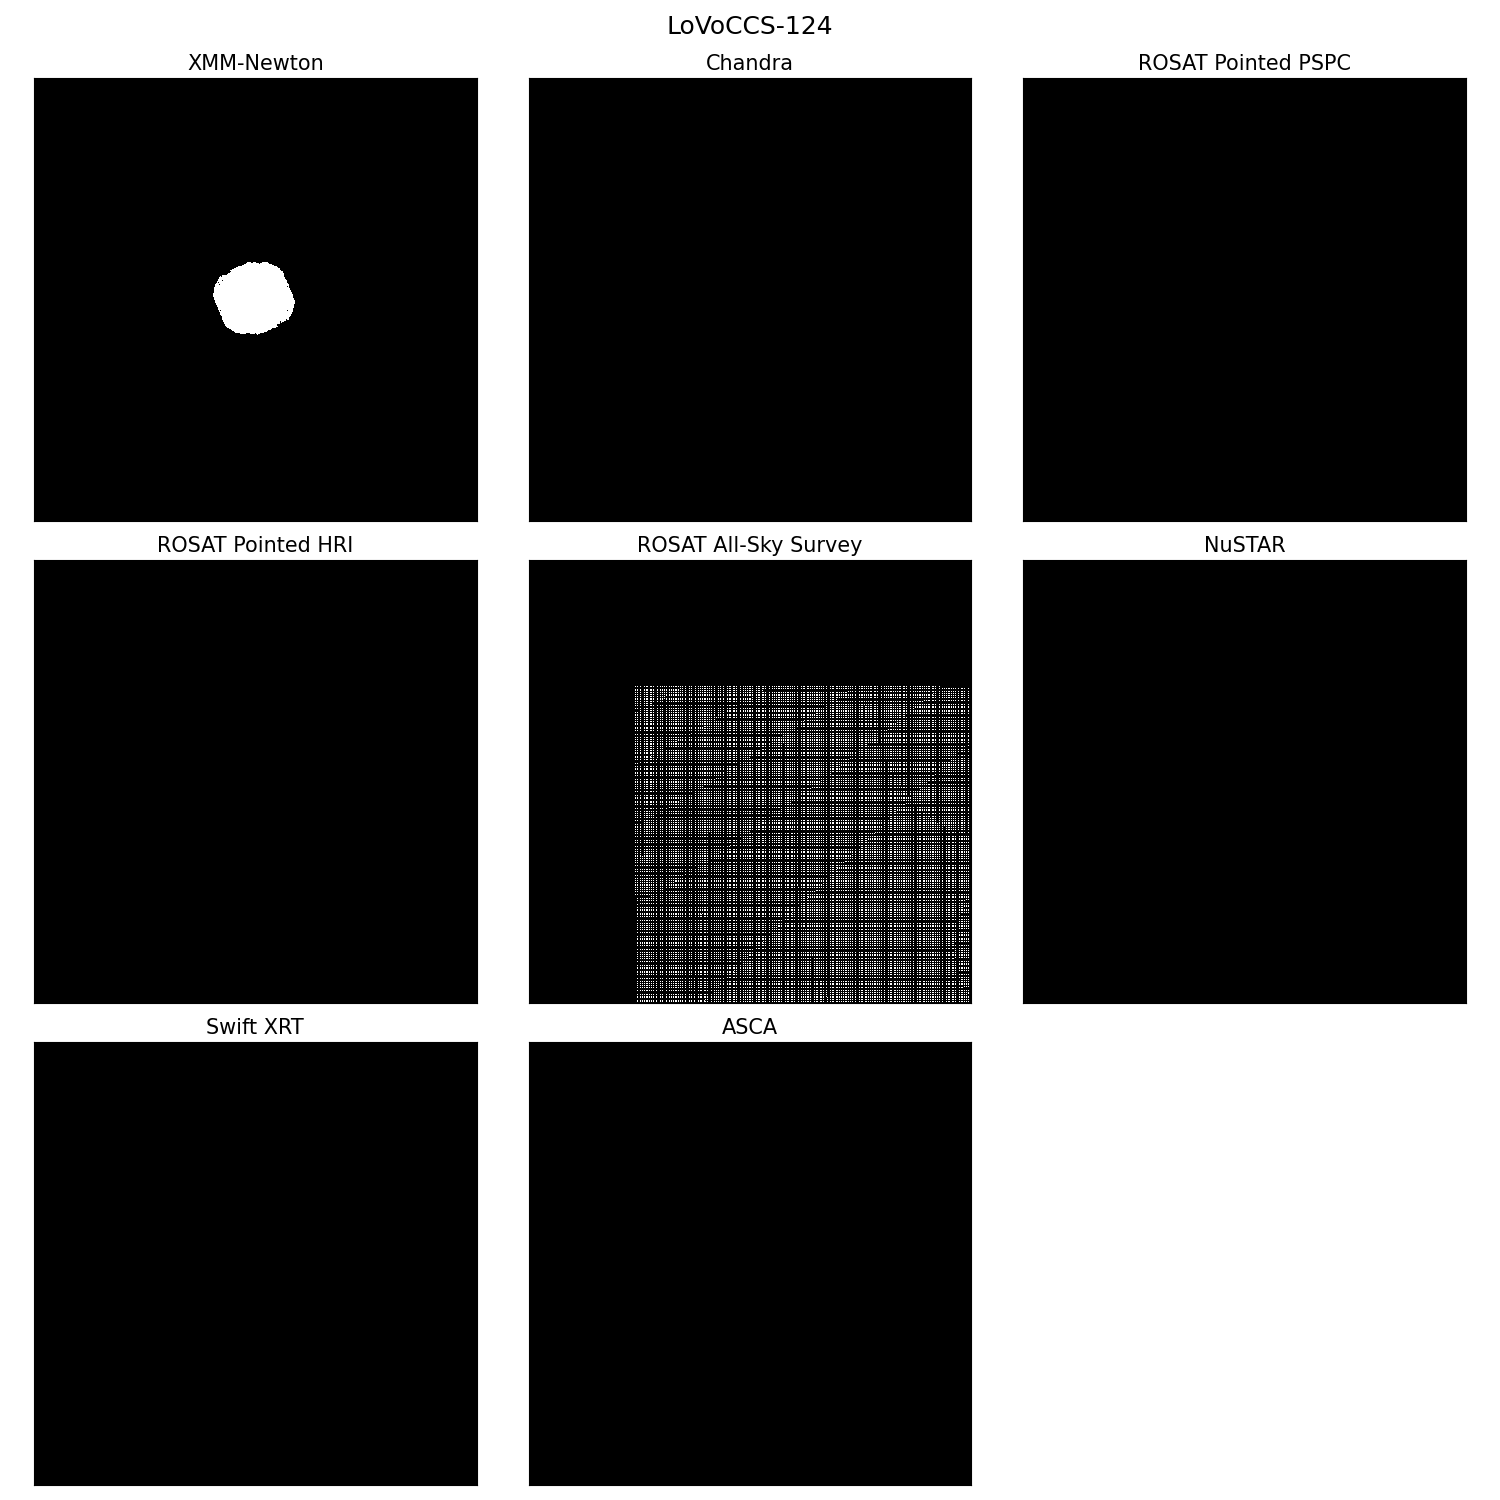 LoVoCCS-124
XMM-Newton
Chandra
ROSAT Pointed PSPC
ROSAT Pointed HRI
ROSAT All-Sky Survey
NuSTAR
Swift XRT
ASCA